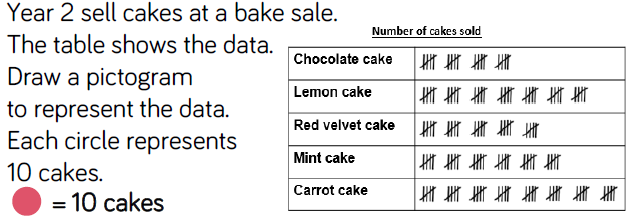 Year 2 sell cakes at a bake sale.
The table shows the data.
Draw a pictogram
to represent the data.
Each circle represents
10 cakes.
= 10 cakes
Number of cakes sold
Chocolate cake
Lemon cake
Red velvet cake
Mint cake
Carrot cake